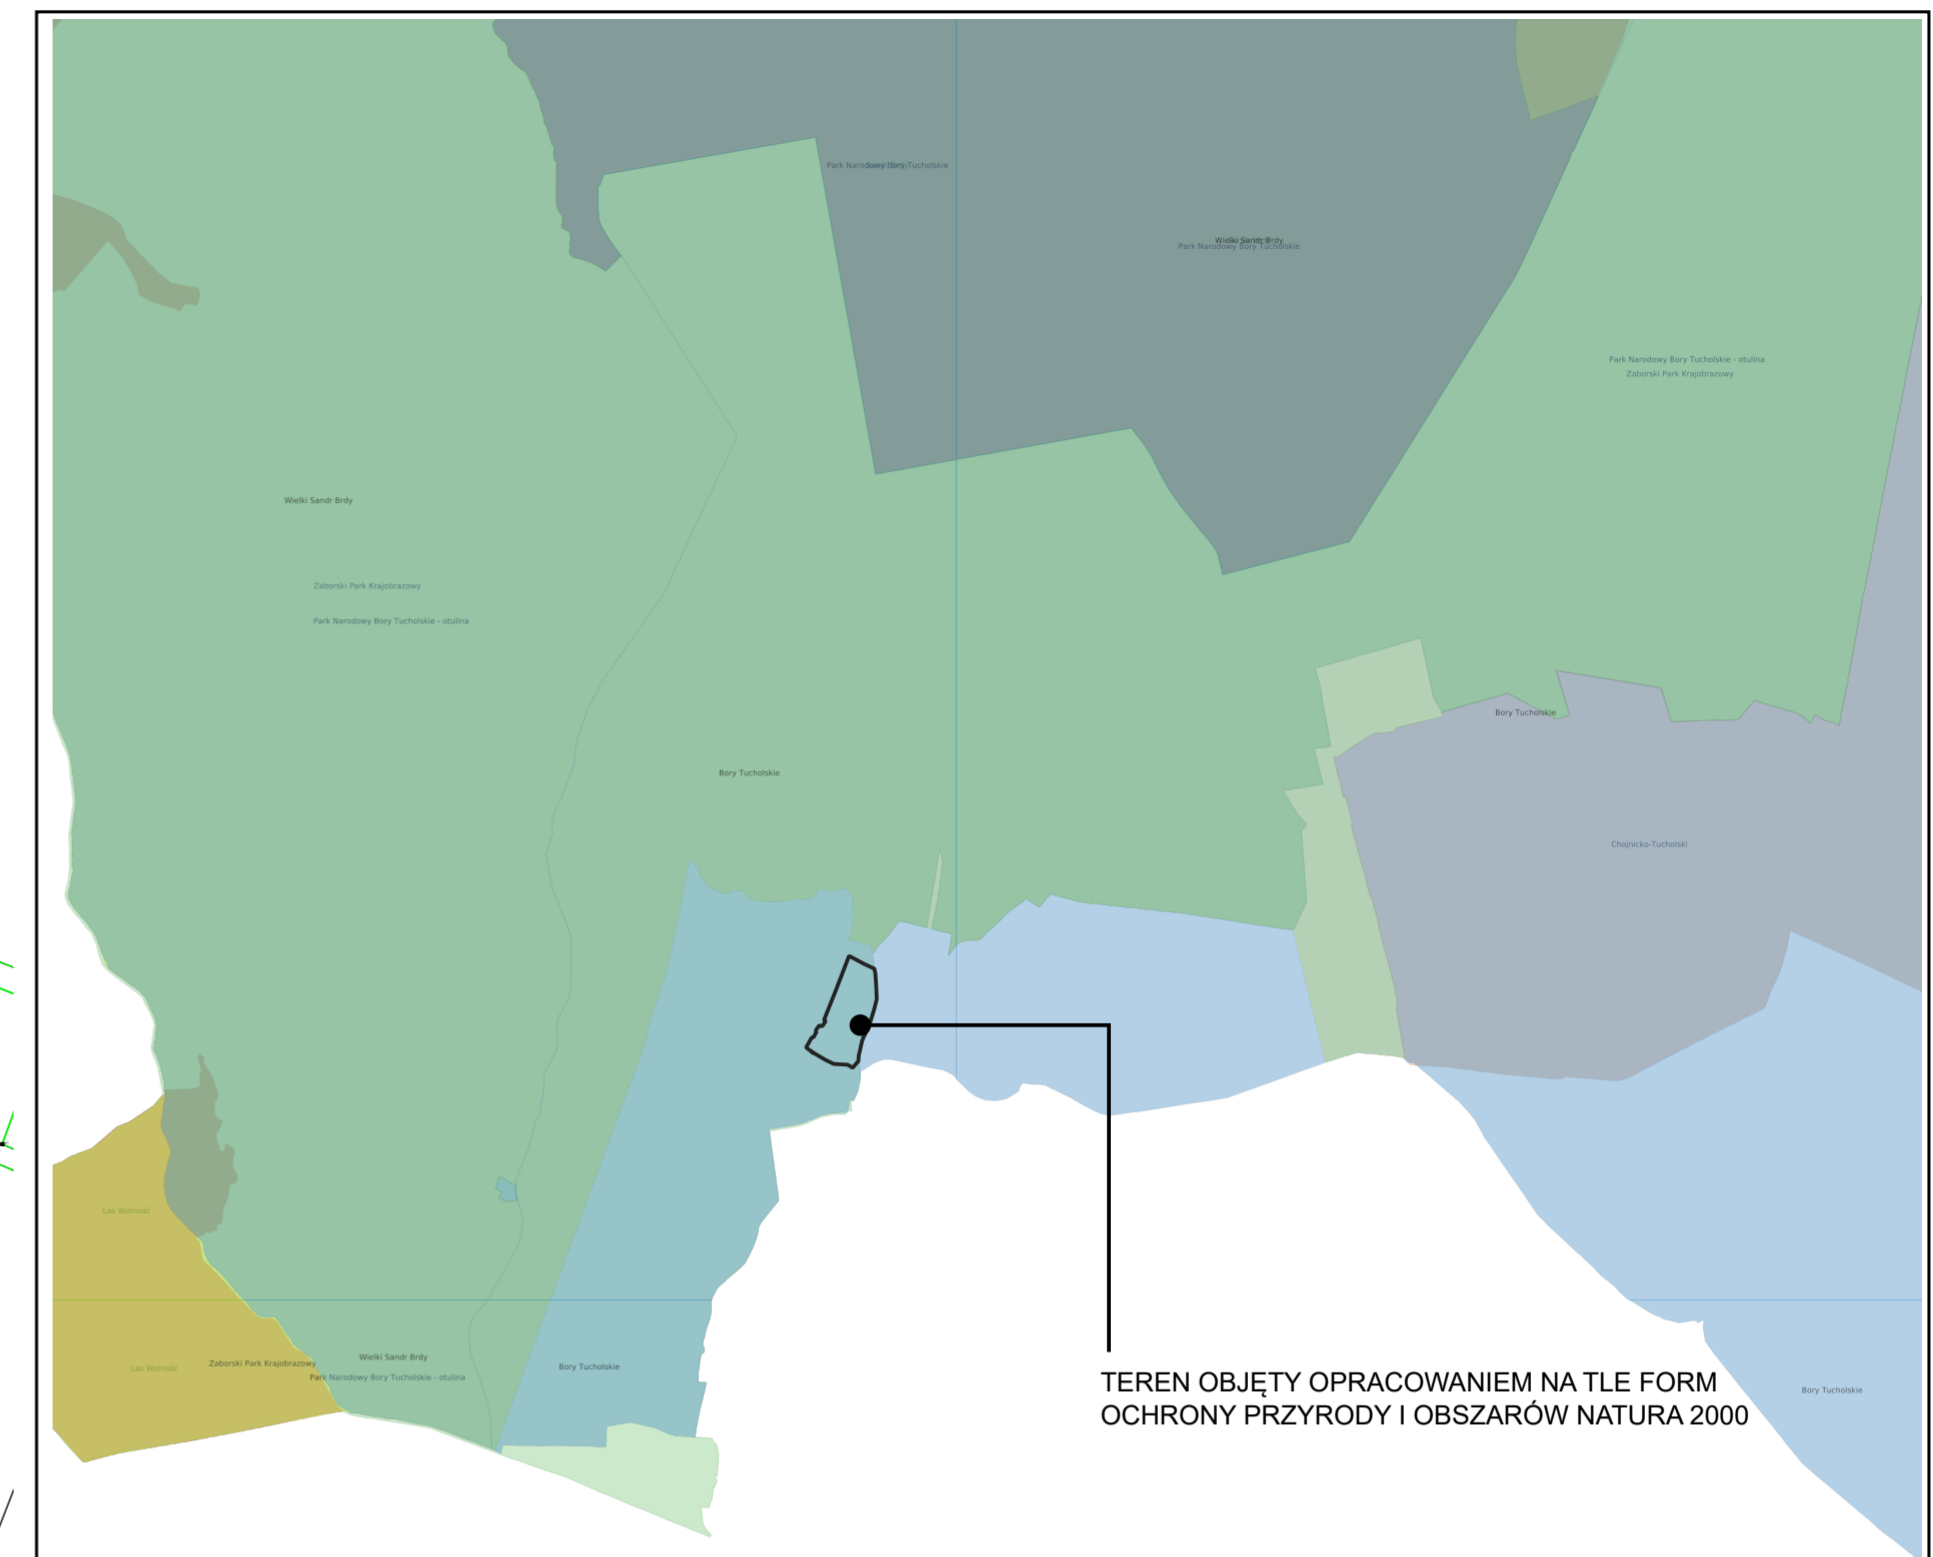 Park Narodowy Bory Tucholskie
Wielki Sandr Brdy
Park Narodowy Bory Tucholskie
Park Narodowy Bory Tucholskie - otulina
Zaborski Park Krajobrazowy
Wielki Sandr Brdy
Zaborski Park Krajobrazowy
Park Narodowy Bory Tucholskie - otulina
Bory Tucholskie
Bory Tucholskie
Chojnicko-Tucholski
Las Wolność
Las Wolność
Zaborski Park Krajobrazowy
Wielki Sandr Brdy
Park Narodowy Bory Tucholskie - otulina
Bory Tucholskie
TEREN OBJĘTY OPRACOWANIEM NA TLE FORM
OCHRONY PRZYRODY I OBSZARÓW NATURA 2000
Bory Tucholskie